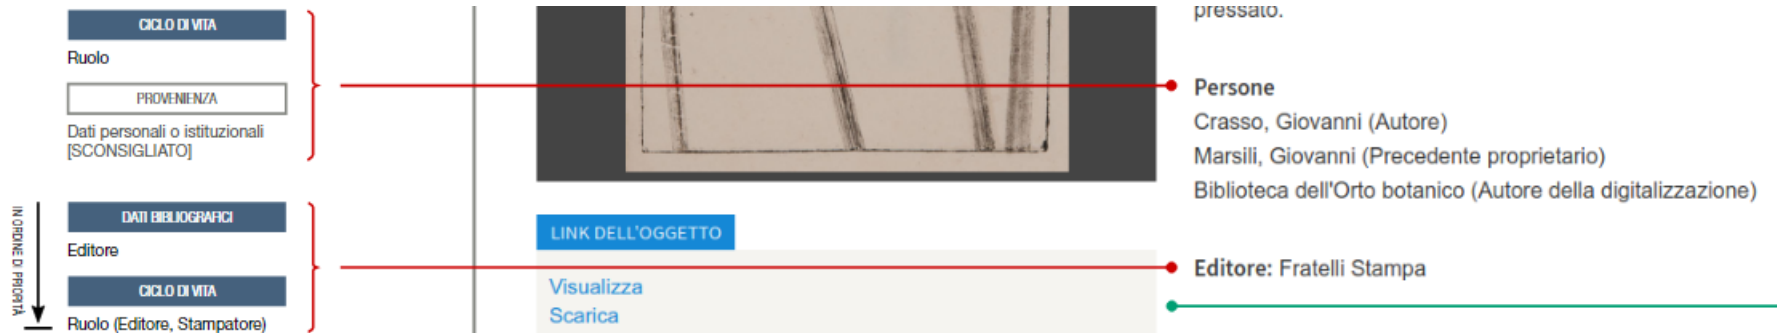 CICLO DI VITA
Ruolo
PROVENIENZA
Dati personali o istituzionali
[SCONSIGLIATO]
IN ORDINE DI PRIORITÀ
DATI BIBLIOGRAFICI
Editore
CICLO DI VITA
Ruolo (Editore, Stampatore)
LINK DELL'OGGETTO
Visualizza
Scarica
pressato.
Persone
Crasso, Giovanni (Autore)
Marsili, Giovanni (Precedente proprietario)
Biblioteca dell'Orto botanico (Autore della digitalizzazione)
Editore: Fratelli Stampa